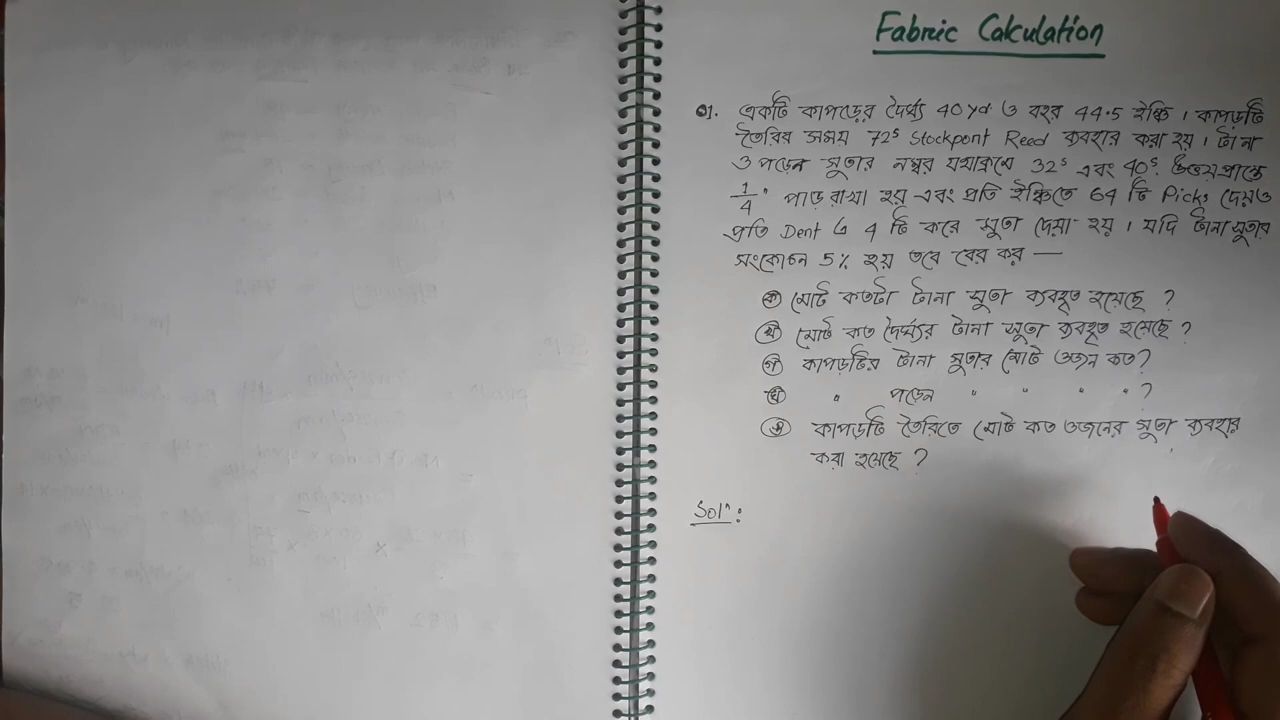 Fabric Calculation
01. একটি কাপড়ের দৈর্ঘ্য 40 yd ও বহর 44.5 ইঞ্চি। কাপড়টি
তৈরির সময় 72ˢ Stockport Reed ব্যবহার করা হয়। টানা
ও পড়েন সুতার নম্বর যথাক্রমে 32ˢ এবং 40ˢ. উভয়প্রান্তে
1/4" পাড় রাখা হয় এবং প্রতি ইঞ্চিতে 64 টি Picks দেয়াও
প্রতি Dent এ 4 টি করে সুতা দেয়া হয়। যদি টানা সুতার
সংকোচন 5% হয় তবে বের কর —
ক মোট কতটা টানা সুতা ব্যবহৃত হয়েছে ?
খ মোট কত দৈর্ঘ্যের টানা সুতা ব্যবহৃত হয়েছে ?
গ কাপড়টির টানা সুতার মোট ওজন কত?
ঘ " পড়েন " " " " ?
ঙ কাপড়টি তৈরিতে মোট কত ওজনের সুতা ব্যবহার
করা হয়েছে ?
Solⁿ: